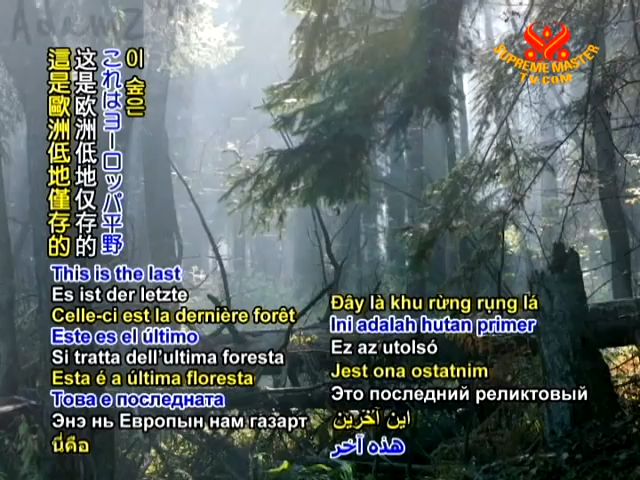 Adamz
SUPREME MASTER
TV.COM
이 숲은
これはヨーロッパ平野
这是欧洲低地仅存的
這是歐洲低地僅存的
This is the last
Es ist der letzte
Celle-ci est la dernière forêt
Este es el último
Si tratta dell'ultima foresta
Esta é a última floresta
Това е последната
Энэ нь Европын нам газарт
นี่คือ
Đây là khu rừng rụng lá
Ini adalah hutan primer
Ez az utolsó
Jest ona ostatnim
Это последний реликтовый
این آخرین
هذه آخر